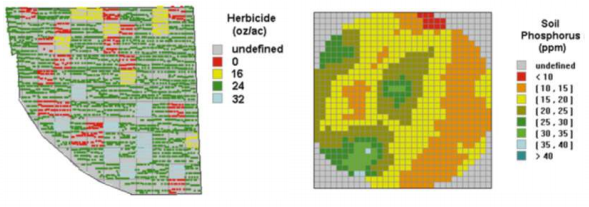 Herbicide
(oz/ac)
undefined
0
16
24
32
Soil
Phosphorus
(ppm)
undefined
< 10
[ 10 , 15 ]
[ 15 , 20 ]
[ 20 , 25 ]
[ 25 , 30 ]
[ 30 , 35 ]
[ 35 , 40 ]
> 40